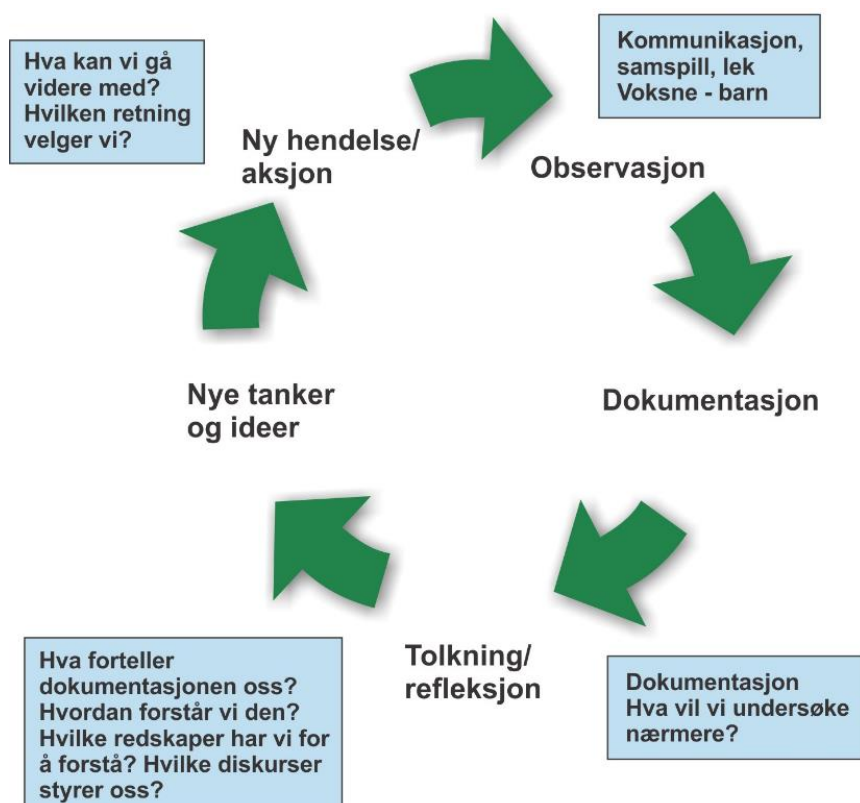 Hva kan vi gå
videre med?
Hvilken retning
velger vi?
Ny hendelse/
aksjon
Kommunikasjon,
samspill, lek
Voksne - barn
Observasjon
Dokumentasjon
Dokumentasjon
Hva vil vi undersøke
nærmere?
Tolkning/
refleksjon
Hva forteller
dokumentasjonen oss?
Hvordan forstår vi den?
Hvilke redskaper har vi for
å forstå? Hvilke diskurser
styrer oss?
Nye tanker
og ideer